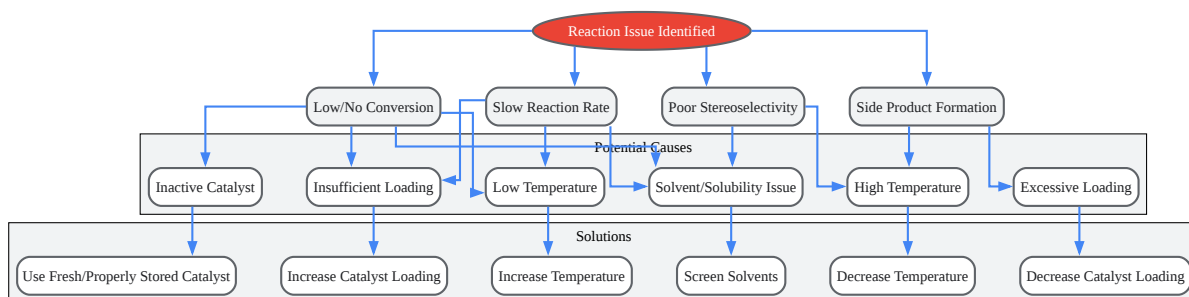 Reaction Issue Identified
Low/No Conversion
Slow Reaction Rate
Poor Stereoselectivity
Side Product Formation
Potential Causes
Inactive Catalyst
Insufficient Loading
Low Temperature
Solvent/Solubility Issue
High Temperature
Excessive Loading
Solutions
Use Fresh/Properly Stored Catalyst
Increase Catalyst Loading
Increase Temperature
Screen Solvents
Decrease Temperature
Decrease Catalyst Loading